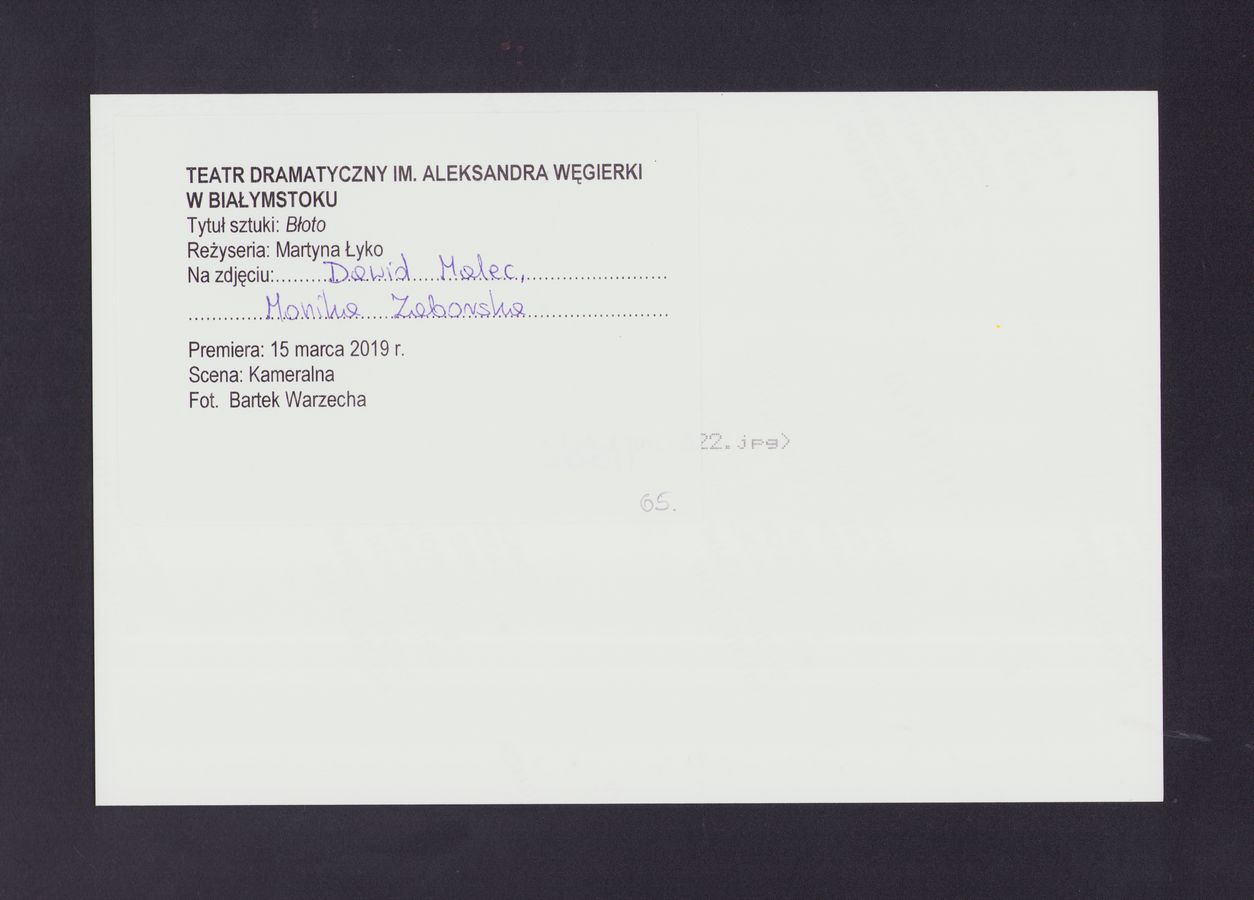 TEATR DRAMATYCZNY IM. ALEKSANDRA WĘGIERKI
W BIAŁYMSTOKU
Tytuł sztuki: Błoto
Reżyseria: Martyna Łyko
Na zdjęciu: Dawid Malec,
Monika Zaborska
Premiera: 15 marca 2019 r.
Scena: Kameralna
Fot. Bartek Warzecha
22.jpg)
65.